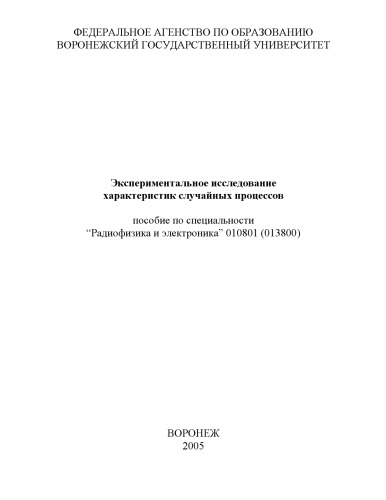 ФЕДЕРАЛЬНОЕ АГЕНСТВО ПО ОБРАЗОВАНИЮ
ВОРОНЕЖСКИЙ ГОСУДАРСТВЕННЫЙ УНИВЕРСИТЕТ
Экспериментальное исследование
характеристик случайных процессов
пособие по специальности
“Радиофизика и электроника” 010801 (013800)
ВОРОНЕЖ
2005